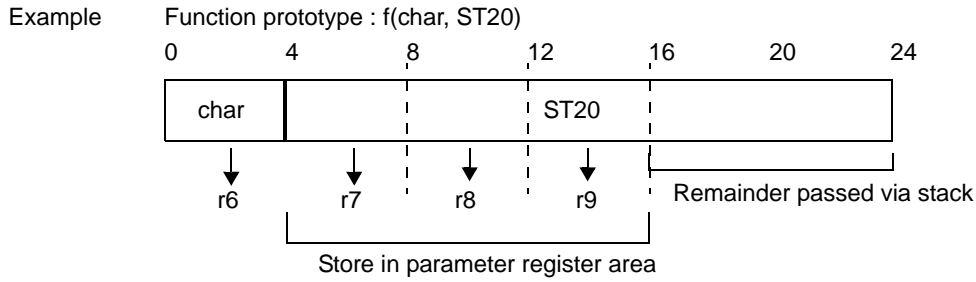 Example Function prototype : f(char, ST20)
0 4 8 12 16 20 24
char ST20
r6 r7 r8 r9 Remainder passed via stack
Store in parameter register area